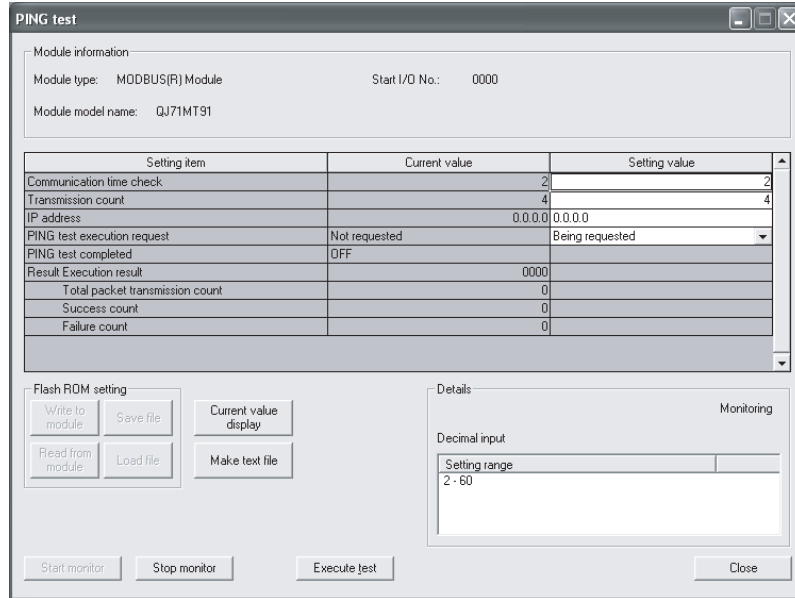 PING test
Module information
Module type: MODBUS(R) Module Start I/O No.: 0000
Module model name: QJ71MT91
Setting item Current value Setting value
Communication time check 2 2
Transmission count 4 4
IP address 0.0.0.0 0.0.0.0
PING test execution request Not requested Being requested
PING test completed OFF
Result Execution result 0000
Total packet transmission count 0
Success count 0
Failure count 0
Flash ROM setting
Write to module
Save file
Current value display
Read from module
Load file
Make text file
Details
Monitoring
Decimal input
Setting range
2 - 60
Start monitor Stop monitor Execute test Close